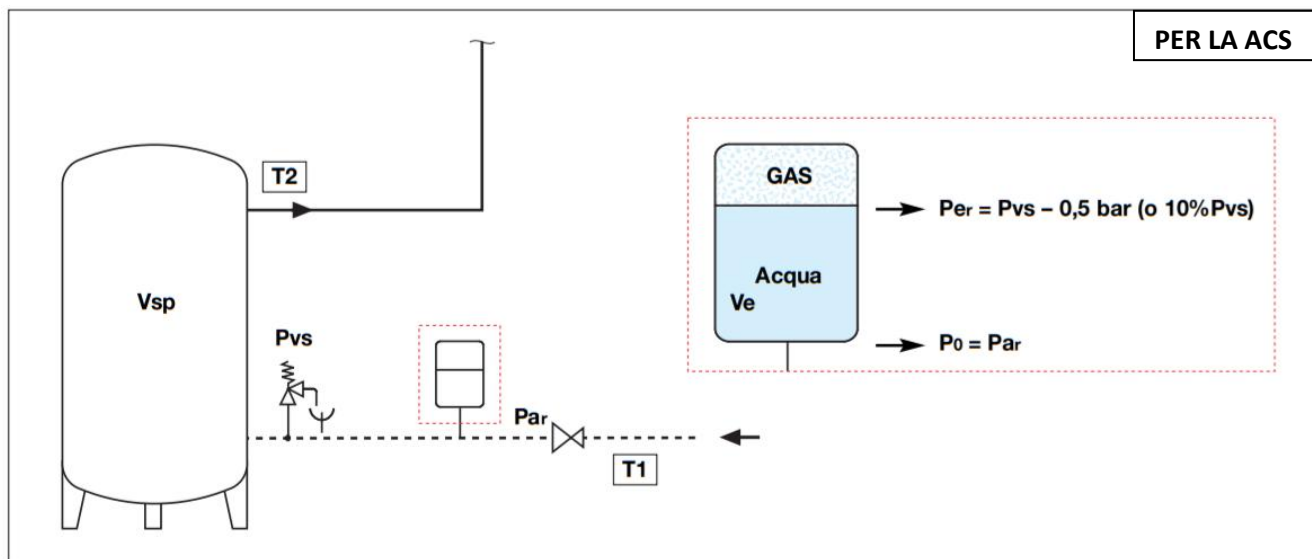 PER LA ACS
T2
GAS
Per = Pvs – 0,5 bar (o 10%Pvs)
Vsp
Acqua
Ve
Pvs
P0 = Par
Par
T1